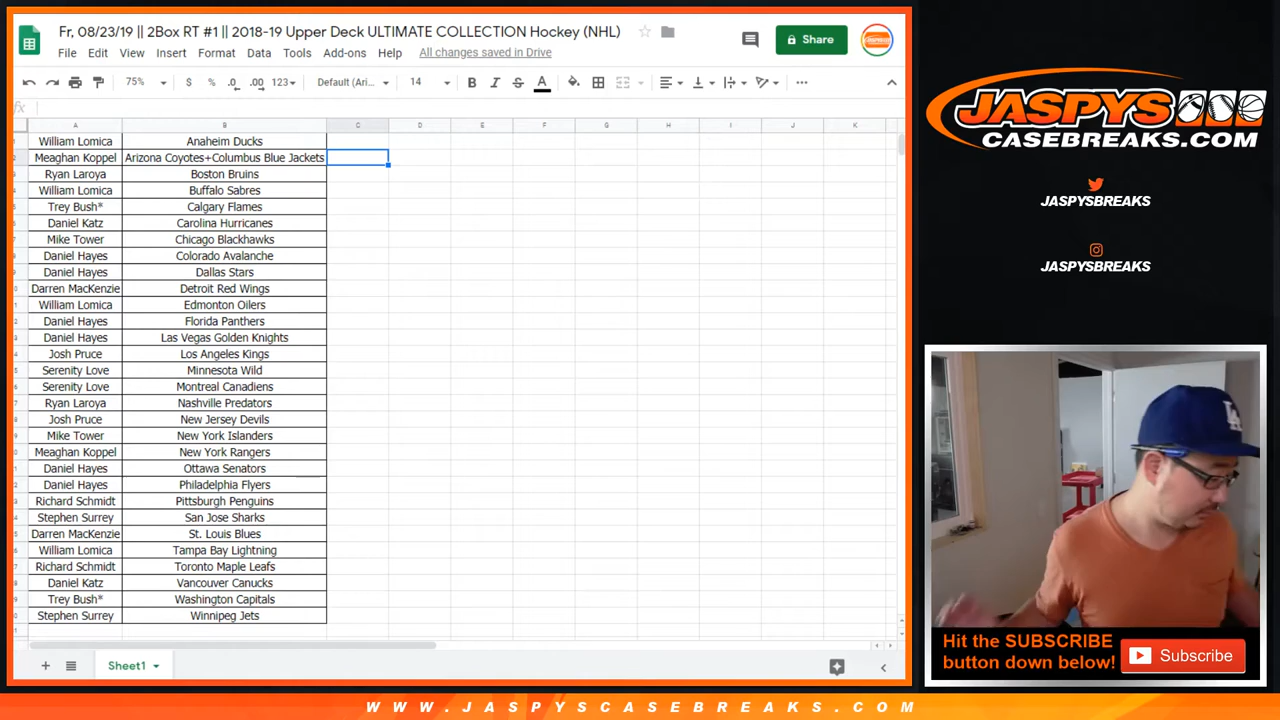 Fr, 08/23/19 || 2Box RT #1 || 2018-19 Upper Deck ULTIMATE COLLECTION Hockey (NHL)
File Edit View Insert Format Data Tools Add-ons Help All changes saved in Drive
Share
75% $ % .0 .00 123 Default (Ari... 14 B I S A
fx
A B C D E F G H I J K
William Lomica Anaheim Ducks
Meaghan Koppel Arizona Coyotes+Columbus Blue Jackets
Ryan Laroya Boston Bruins
William Lomica Buffalo Sabres
Trey Bush* Calgary Flames
Daniel Katz Carolina Hurricanes
Mike Tower Chicago Blackhawks
Daniel Hayes Colorado Avalanche
Daniel Hayes Dallas Stars
Darren MacKenzie Detroit Red Wings
William Lomica Edmonton Oilers
Daniel Hayes Florida Panthers
Daniel Hayes Las Vegas Golden Knights
Josh Pruce Los Angeles Kings
Serenity Love Minnesota Wild
Serenity Love Montreal Canadiens
Ryan Laroya Nashville Predators
Josh Pruce New Jersey Devils
Mike Tower New York Islanders
Meaghan Koppel New York Rangers
Daniel Hayes Ottawa Senators
Daniel Hayes Philadelphia Flyers
Richard Schmidt Pittsburgh Penguins
Stephen Surrey San Jose Sharks
Darren MacKenzie St. Louis Blues
William Lomica Tampa Bay Lightning
Richard Schmidt Toronto Maple Leafs
Daniel Katz Vancouver Canucks
Trey Bush* Washington Capitals
Stephen Surrey Winnipeg Jets
Sheet1
JASPYS
CASEBREAKS.COM
JASPYSBREAKS
JASPYSBREAKS
LA
Hit the SUBSCRIBE
button down below!
Subscribe
WWW.JASPYSCASEBREAKS.COM